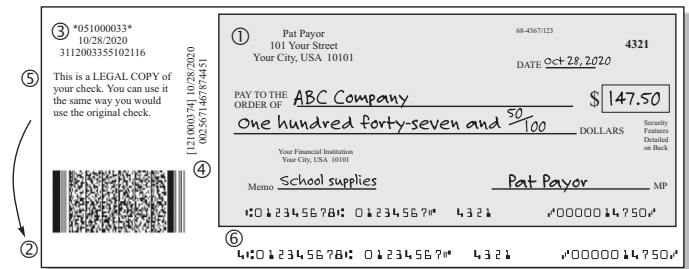 ③ *051000033*
10/28/2020
3112003355102116
⑤
This is a LEGAL COPY of
your check. You can use it
the same way you would
use the original check.
[121000374] 10/28/2020
0025671467874451
④
②
①
Pat Payor
101 Your Street
Your City, USA 10101
68-4567/123
4321
DATE Oct 28, 2020
PAY TO THE
ORDER OF ABC Company $ 147.50
One hundred forty-seven and 50/100 DOLLARS
Security
Features
Detailed
on Back
Your Financial Institution
Your City, USA 10101
Memo School supplies Pat Payor MP
⑆012345678⑆ 01234567⑈ 4321 ⑇0000014750⑇
⑥
4⑆012345678⑆ 01234567⑈ 4321 ⑇0000014750⑇